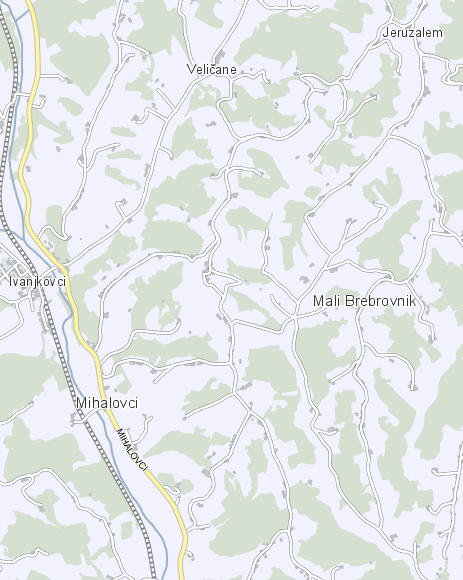 Jeruzalem
Veličane
Ivanjkovci
Mali Brebrovnik
Mihalovci
MIHALOVCI